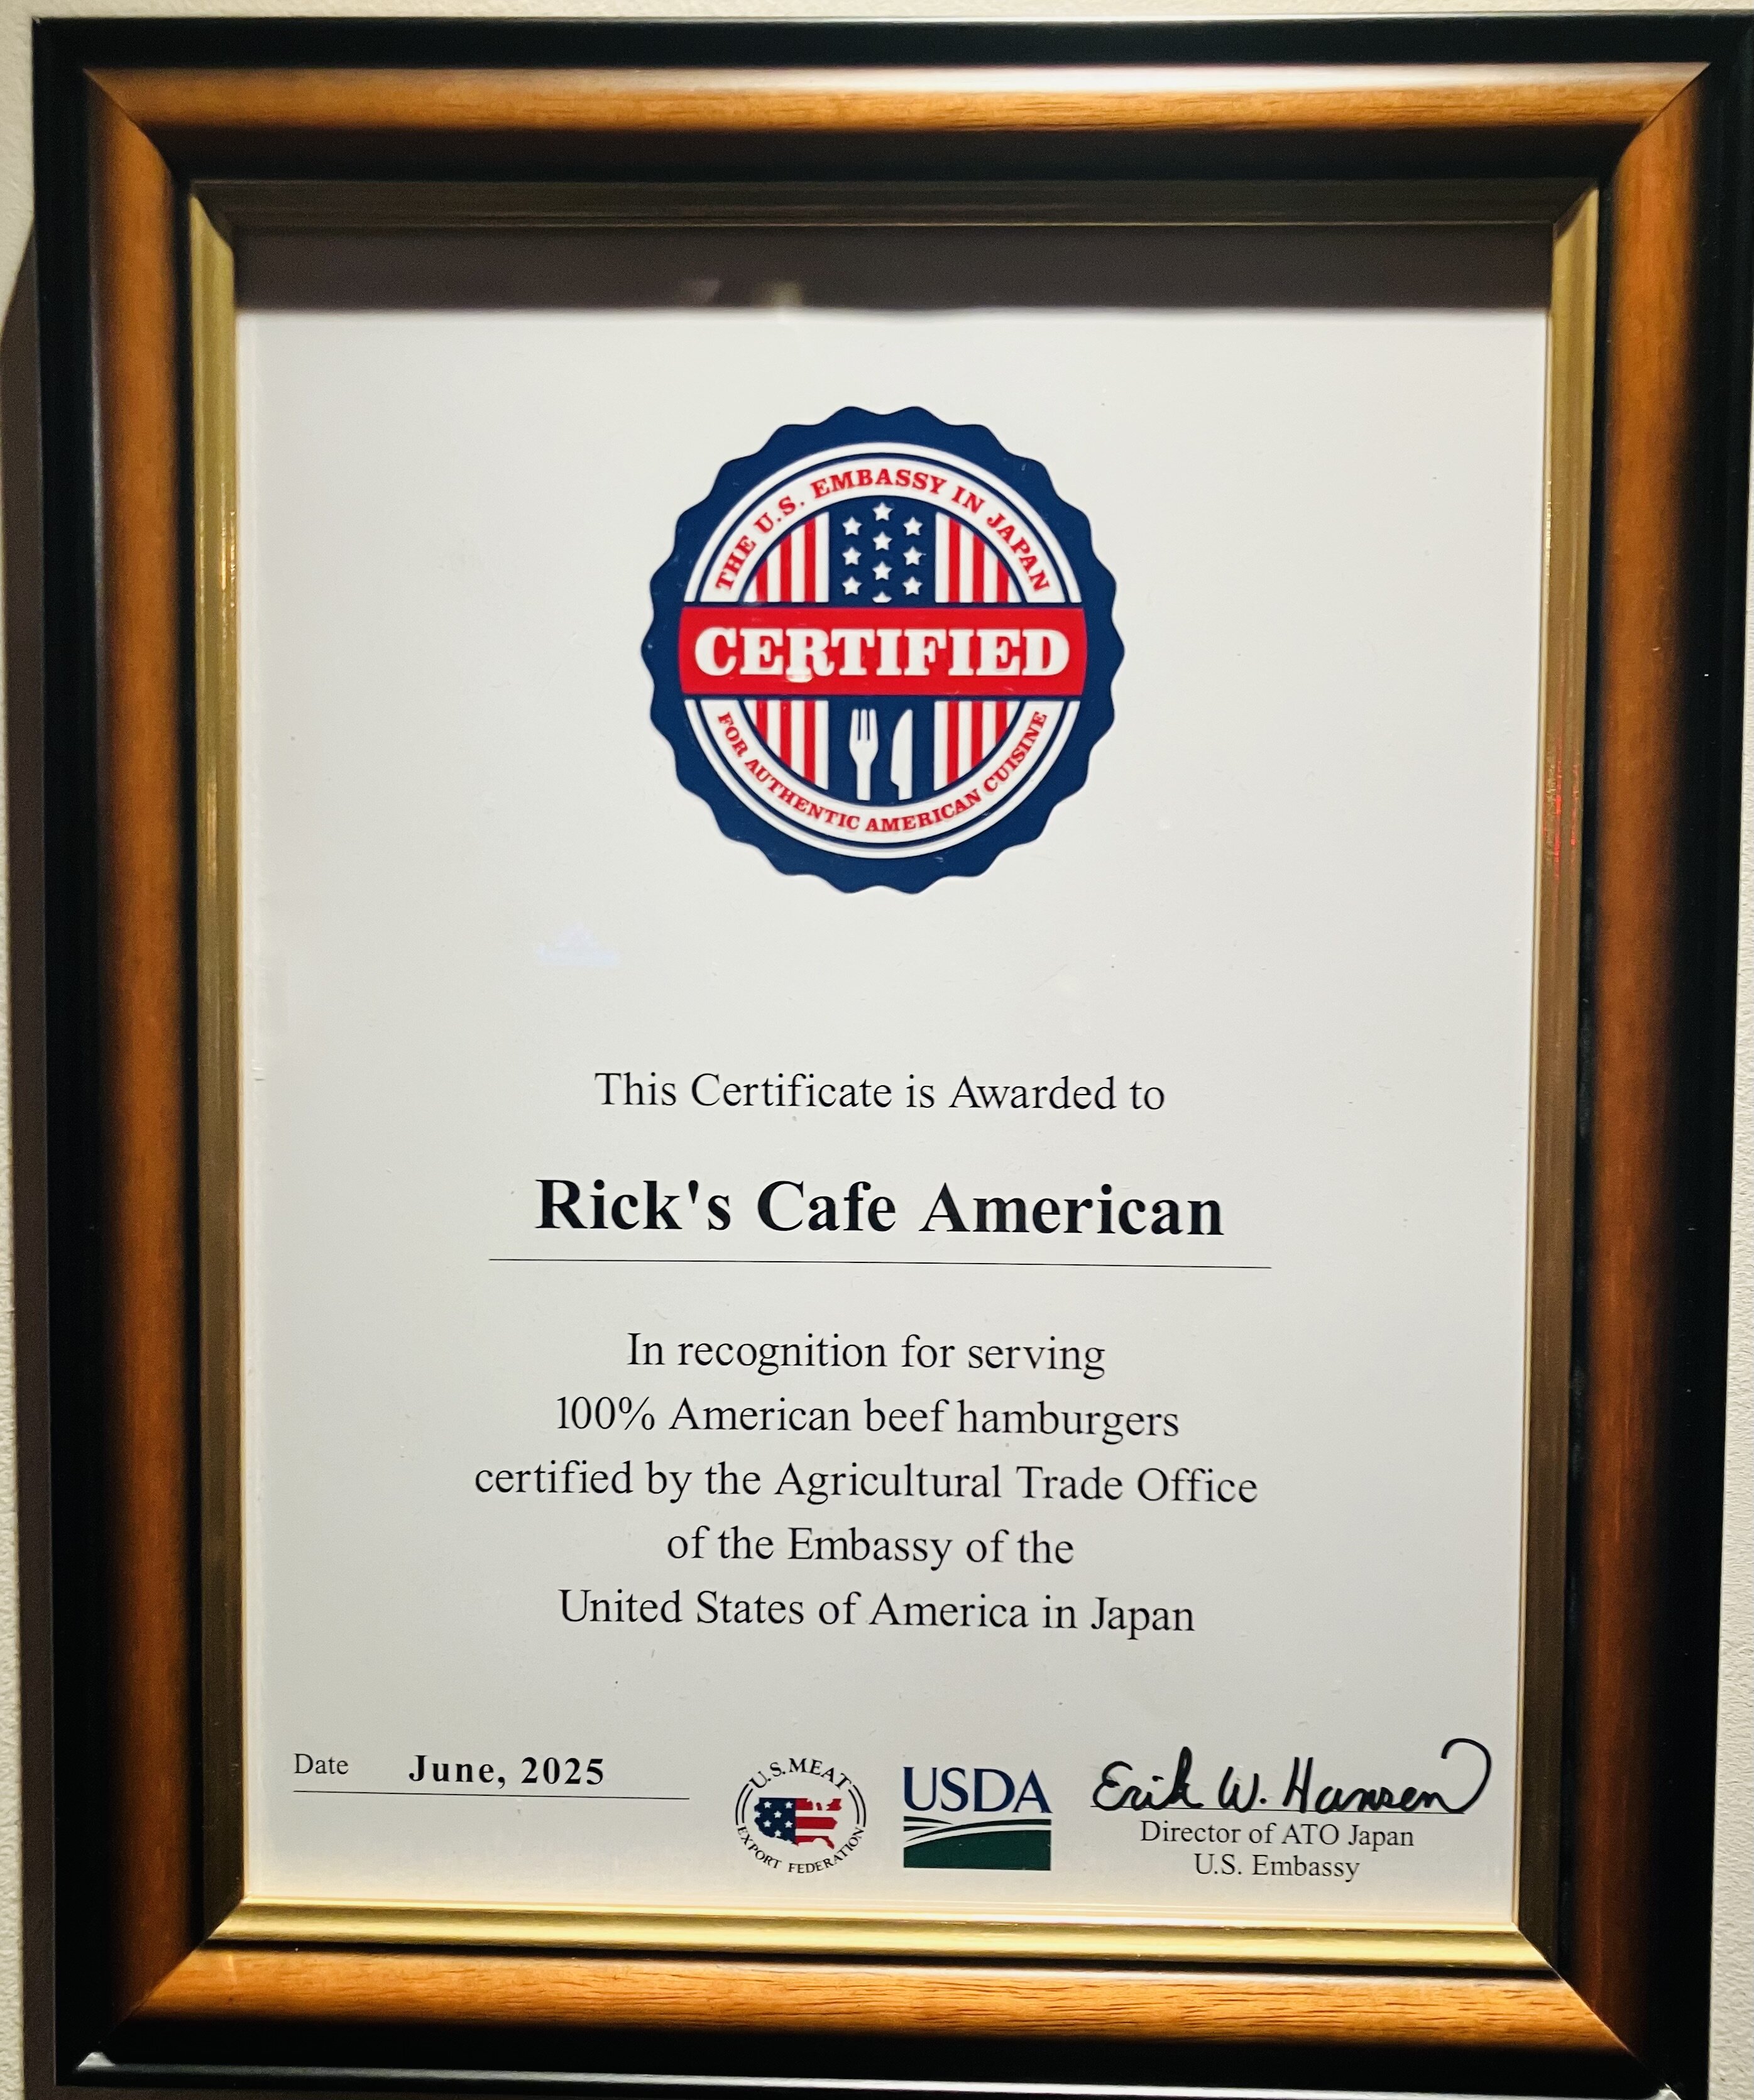 THE U.S. EMBASSY IN JAPAN
CERTIFIED
FOR AUTHENTIC AMERICAN CUISINE
This Certificate is Awarded to
Rick's Cafe American
In recognition for serving
100% American beef hamburgers
certified by the Agricultural Trade Office
of the Embassy of the
United States of America in Japan
Date June, 2025
U.S. MEAT
EXPORT FEDERATION
USDA
Erik W. Hansen
Director of ATO Japan
U.S. Embassy